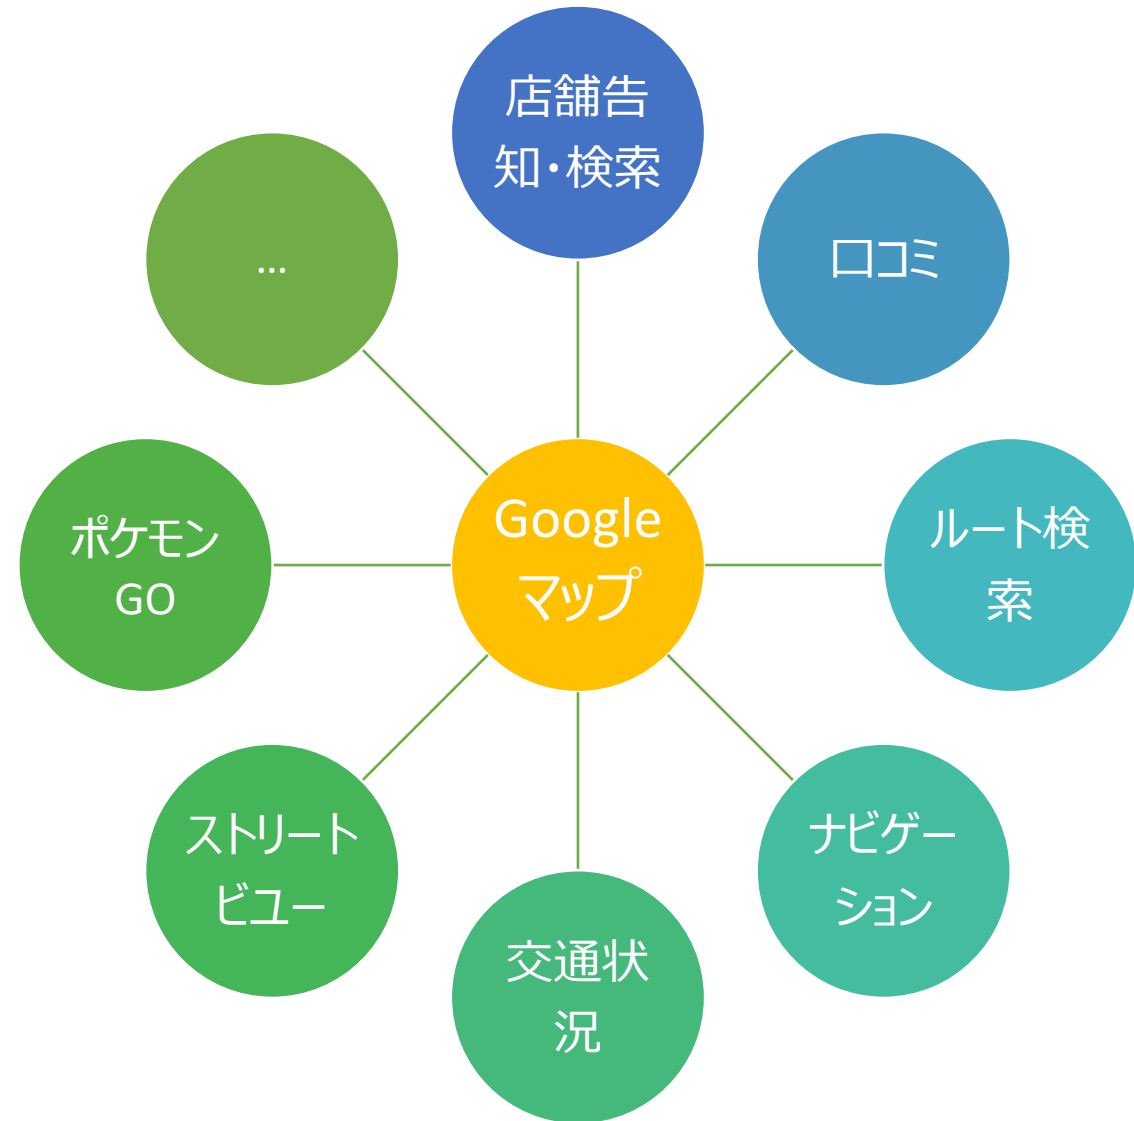 店舗告
知・検索
口コミ
ルート検
索
ナビゲー
ション
交通状
況
ストリート
ビュー
ポケモン
GO
...
Google
マップ